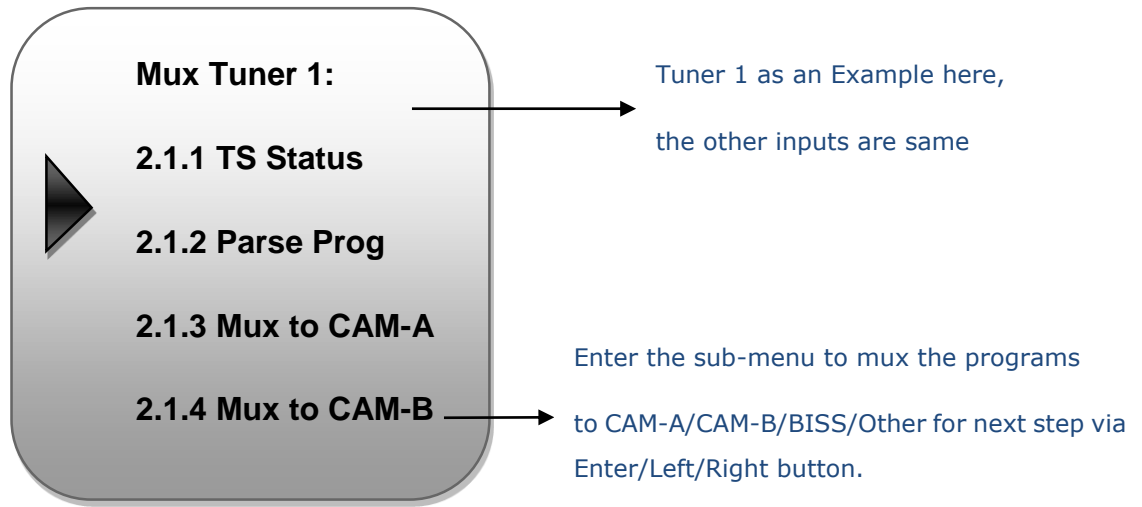 Mux Tuner 1:
2.1.1 TS Status
2.1.2 Parse Prog
2.1.3 Mux to CAM-A
2.1.4 Mux to CAM-B
Tuner 1 as an Example here,
the other inputs are same
Enter the sub-menu to mux the programs
to CAM-A/CAM-B/BISS/Other for next step via
Enter/Left/Right button.